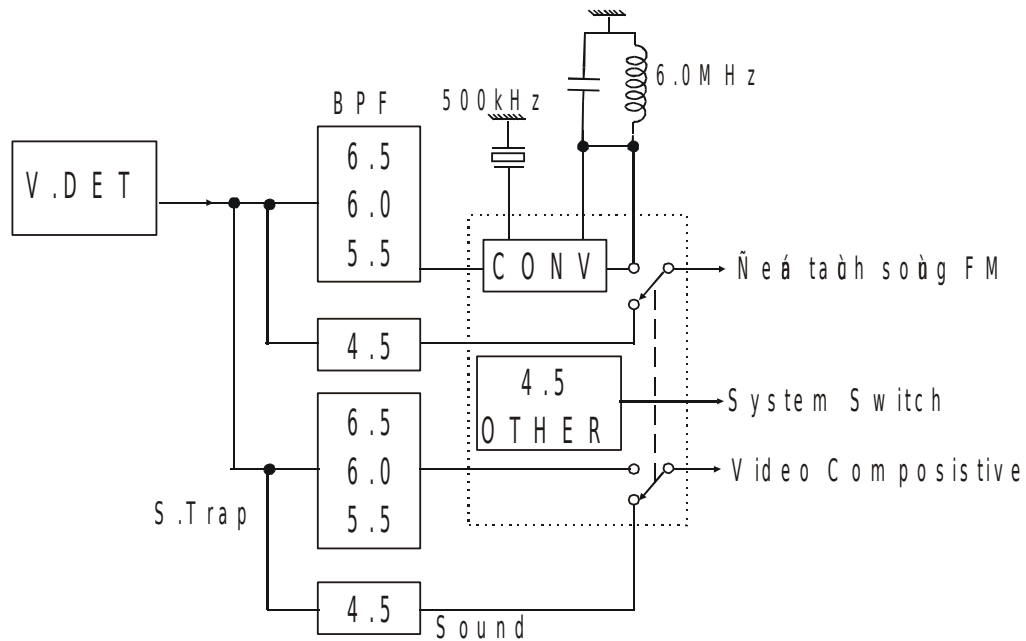 6.0MHz
500kHz
BPF
V.DET
6.5
6.0
5.5
CONV
Ñeá taùch soùng FM
4.5
4.5
OTHER
System Switch
6.5
6.0
5.5
Video Composistive
S.Trap
4.5
Sound